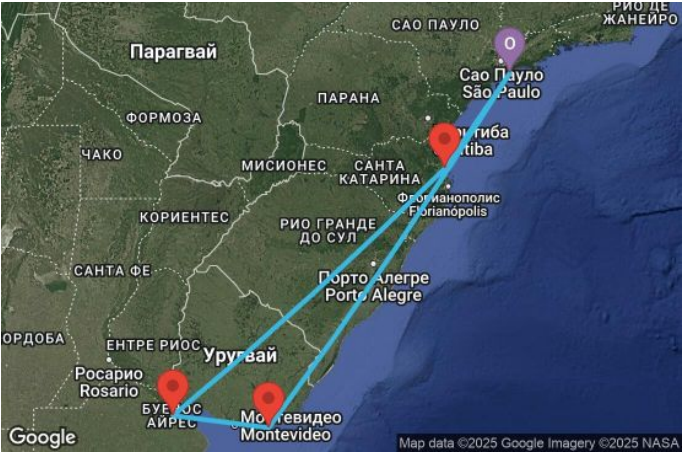 РИО ДЕ
ЖАНЕЙРО
САО ПАУЛО
O
Парагвай
Сао Пауло
São Paulo
ПАРАНА
ФОРМОЗА
ЧАКО
МИСИОНЕС
САНТА
КАТАРИНА
Флорианополис
Florianópolis
КОРИЕНТЕС
РИО ГРАНДЕ
ДО СУЛ
САНТА ФЕ
Порто Алегре
Porto Alegre
ОРДОБА
ЕНТРЕ РИОС
Уругвай
Росарио
Rosario
БУЕНОС
АЙРЕС
Монтевидео
Montevideo
Google
Map data ©2025 Google Imagery ©2025 NASA